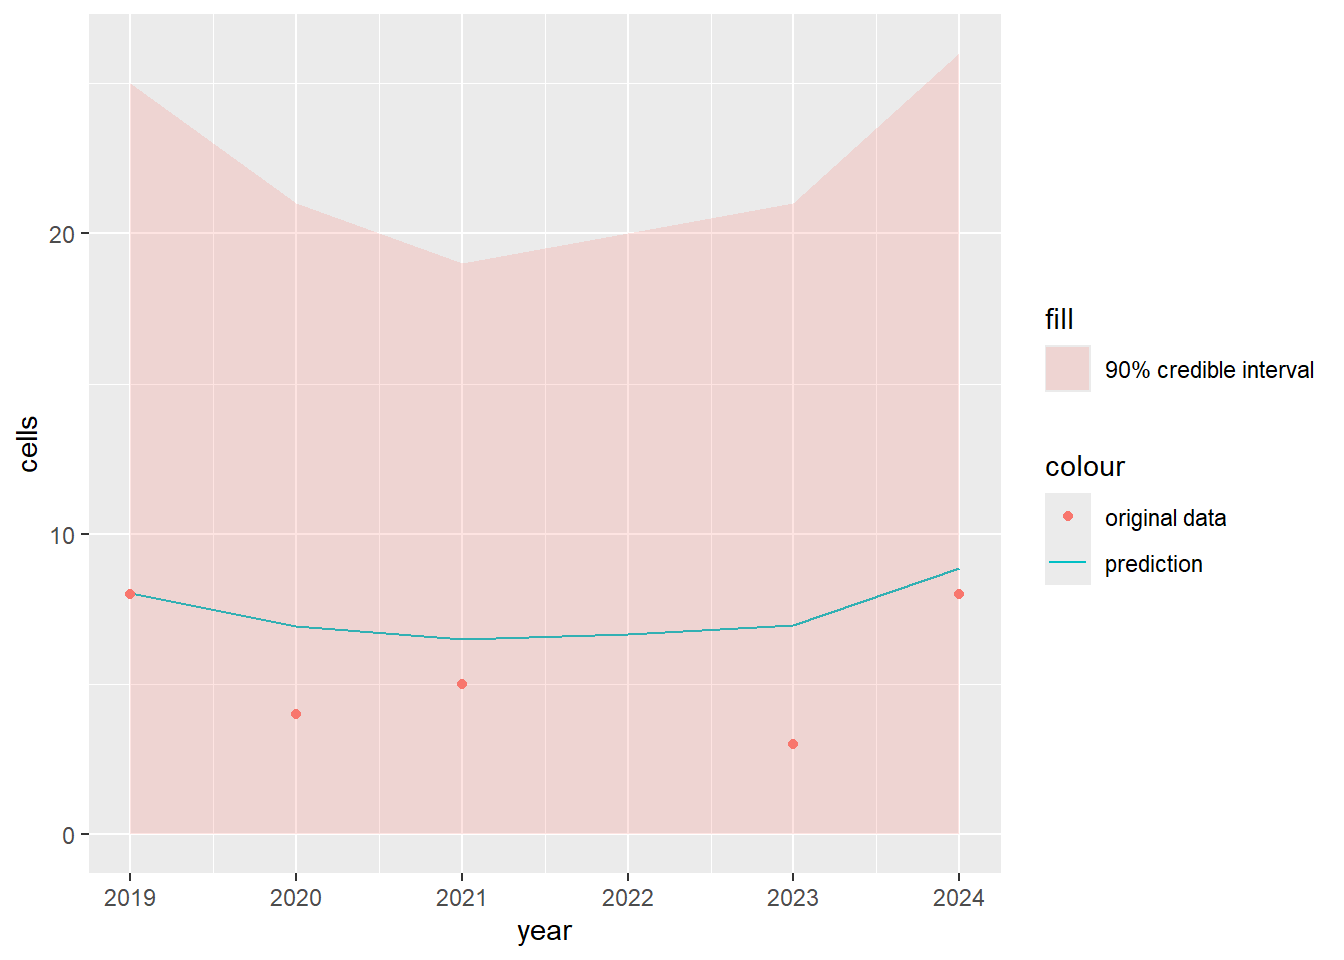 20
10
0
cells
2019 2020 2021 2022 2023 2024
year
fill
90% credible interval
colour
original data
prediction